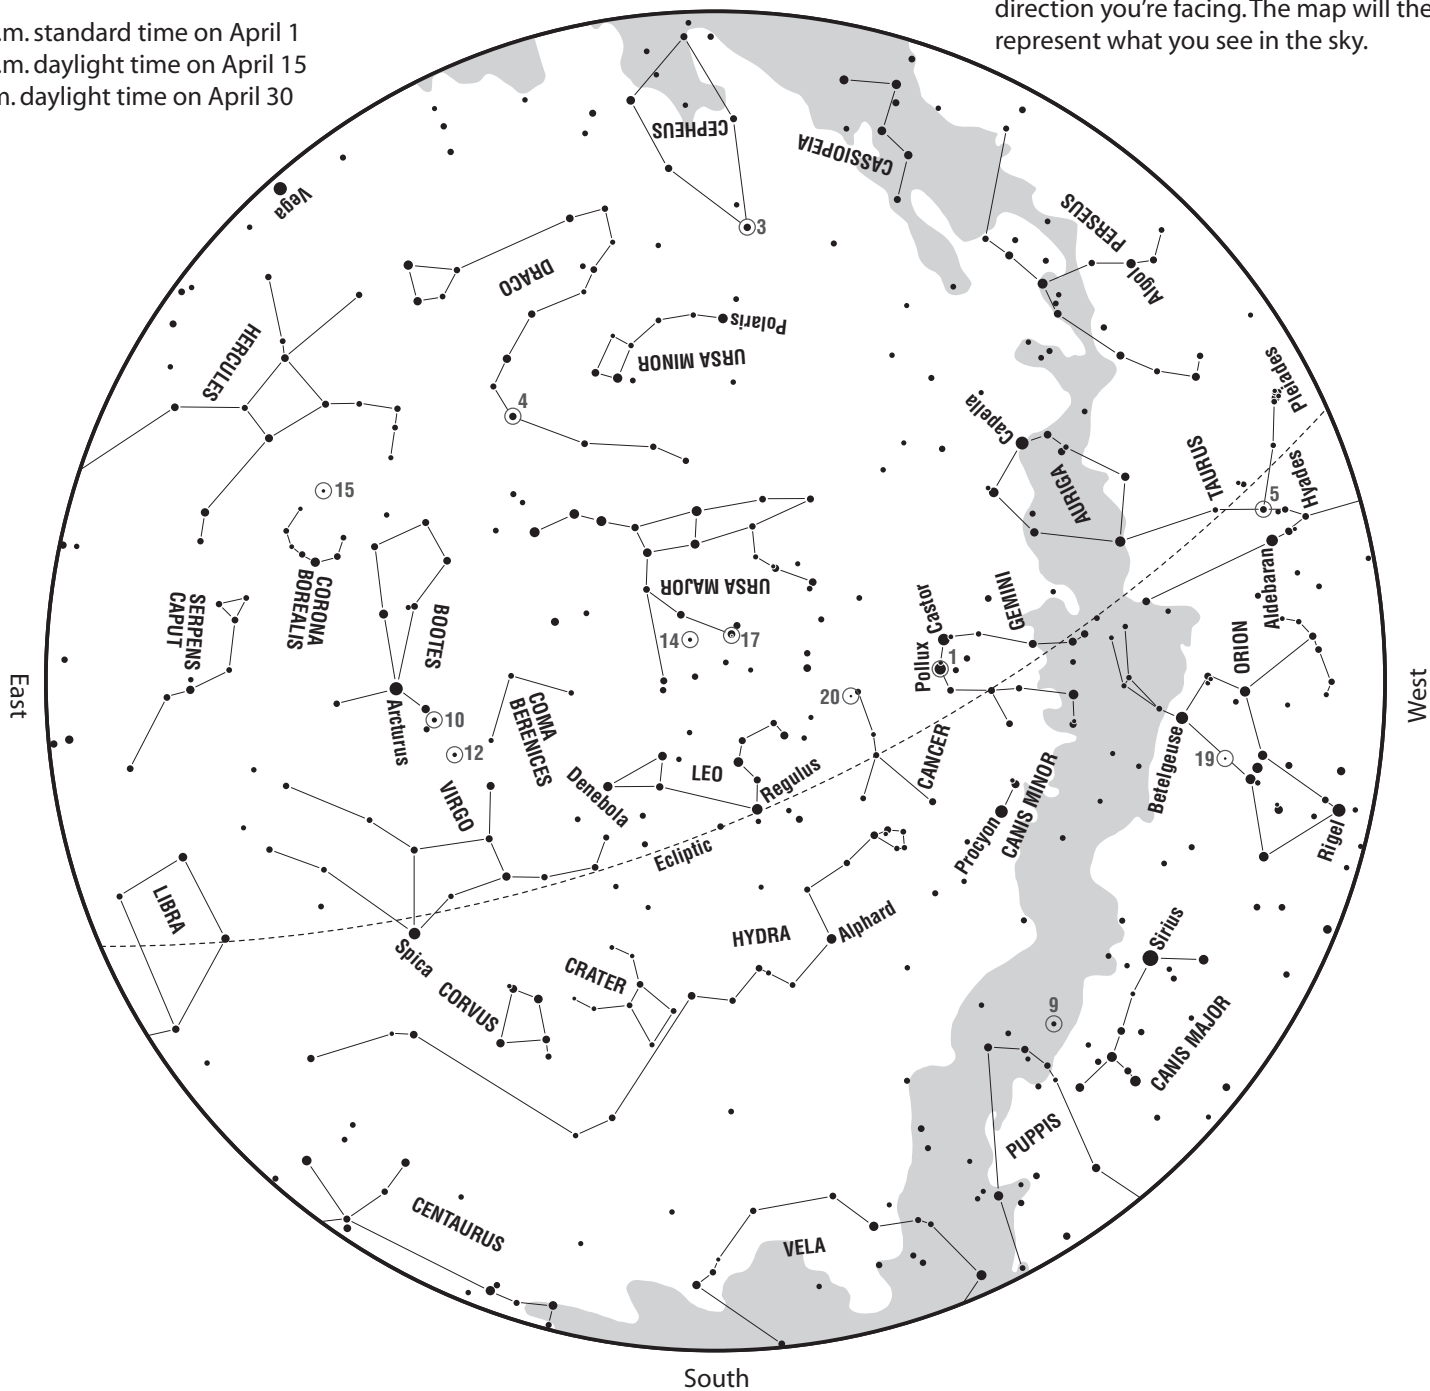 .m. standard time on April 1
.m. daylight time on April 15
m. daylight time on April 30
direction you're facing. The map will the
represent what you see in the sky.
CEPHEUS
CASSIOPEIA
Vega
3
PERSEUS
Algol
DRACO
Polaris
URSA MINOR
HERCULES
4
Capella
Pleiades
AURIGA
TAURUS
Hyades
5
15
CORONA
BOREALIS
SERPENS
CAPUT
BOOTES
URSA MAJOR
14
17
Castor
Pollux
1
GEMINI
Aldebaran
ORION
East
West
Arcturus
10
12
COMA
BERENICES
20
CANCER
LEO
Denebola
Regulus
VIRGO
Betelgeuse
19
Procyon
CANIS MINOR
Rigel
Ecliptic
LIBRA
Spica
HYDRA
Alphard
Sirius
CRATER
CORVUS
9
CANIS MAJOR
PUPPIS
CENTAURUS
VELA
South